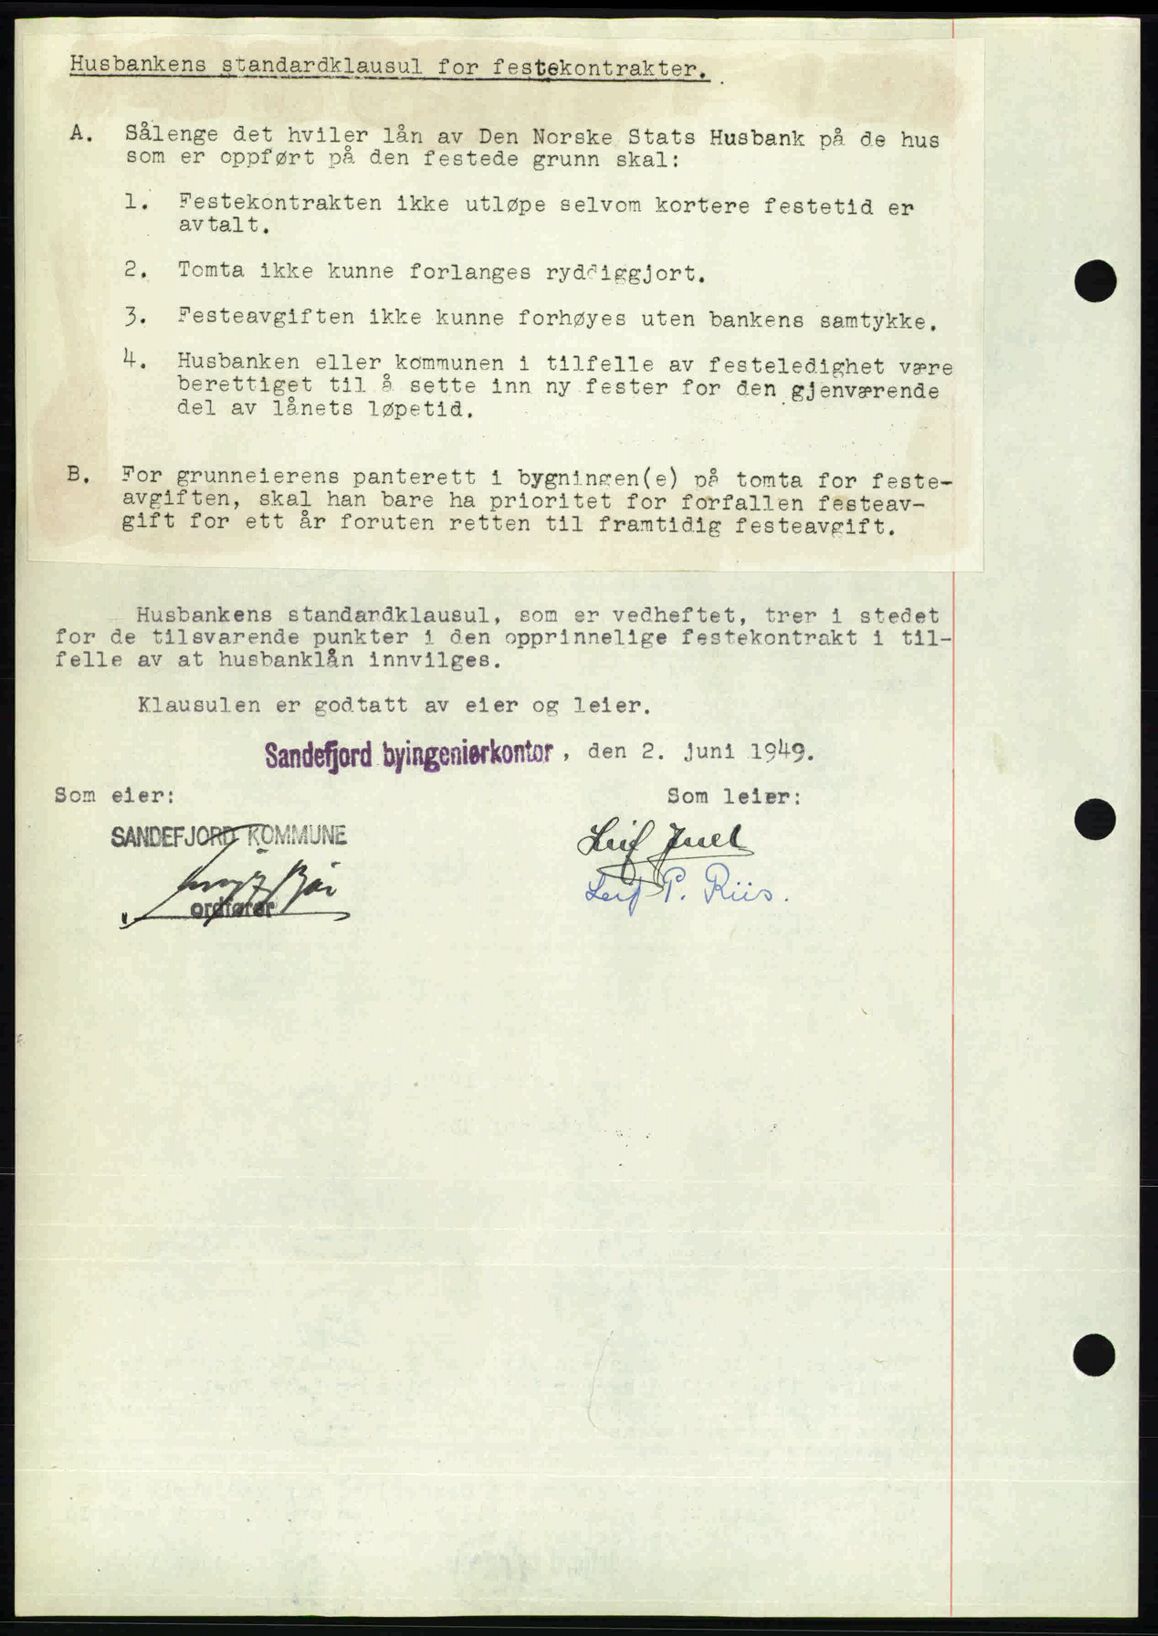 Husbankens standardklausul for festekontrakter.
A. Sålenge det hviler lån av Den Norske Stats Husbank på de hus
som er oppført på den festede grunn skal:
1. Festekontrakten ikke utløpe selvom kortere festetid er
avtalt.
2. Tomta ikke kunne forlanges ryddiggjort.
3. Festeavgiften ikke kunne forhøyes uten bankens samtykke.
4. Husbanken eller kommunen i tilfelle av festeledighet være
berettiget til å sette inn ny fester for den gjenværende
del av lånets løpetid.
B. For grunneierens panterett i bygningen(e) på tomta for feste-
avgiften, skal han bare ha prioritet for forfallen festeav-
gift for ett år foruten retten til framtidig festeavgift.
Husbankens standardklausul, som er vedheftet, trer i stedet
for de tilsvarende punkter i den opprinnelige festekontrakt i til-
felle av at husbanklån innvilges.
Klausulen er godtatt av eier og leier.
Sandefjord byingeniørkontor, den 2. juni 1949.
Som eier: Som leier:
SANDEFJORD KOMMUNE Leif Juel
ordfører Leif P. Riis.